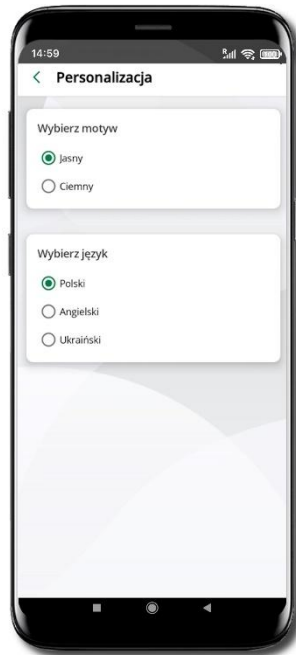 14:59
Personalizacja
Wybierz motyw
Jasny
Ciemny
Wybierz język
Polski
Angielski
Ukraiński